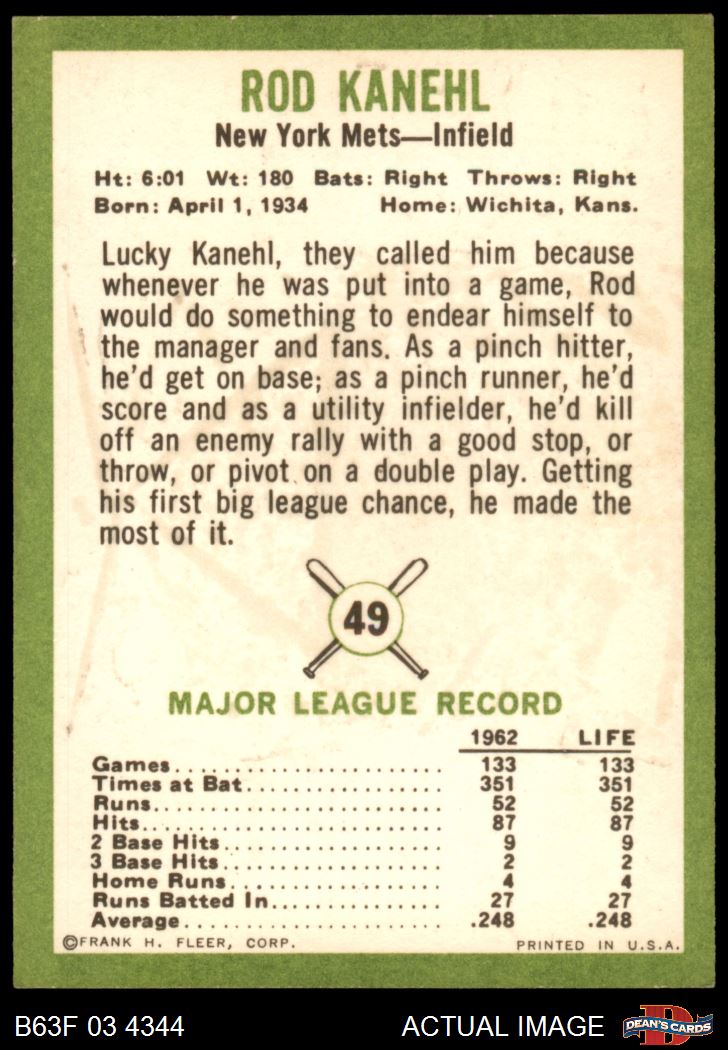 ROD KANEHL
New York Mets—Infield
Ht: 6:01 Wt: 180 Bats: Right Throws: Right
Born: April 1, 1934 Home: Wichita, Kans.
Lucky Kanehl, they called him because
whenever he was put into a game, Rod
would do something to endear himself to
the manager and fans. As a pinch hitter,
he'd get on base; as a pinch runner, he'd
score and as a utility infielder, he'd kill
off an enemy rally with a good stop, or
throw, or pivot on a double play. Getting
his first big league chance, he made the
most of it.
49
MAJOR LEAGUE RECORD
1962 LIFE
Games....................... 133 133
Times at Bat................. 351 351
Runs........................ 52 52
Hits......................... 87 87
2 Base Hits................... 9 9
3 Base Hits................... 2 2
Home Runs.................. 4 4
Runs Batted In............... 27 27
Average...................... .248 .248
©FRANK H. FLEER, CORP. PRINTED IN U.S.A.
B63F 03 4344 ACTUAL IMAGE D DEAN'S CARDS